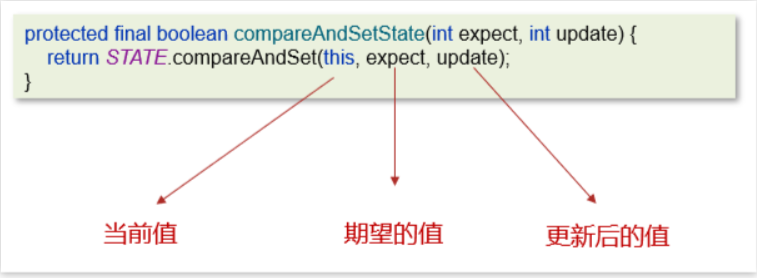 protected final boolean compareAndSetState(int expect, int update) {
return STATE.compareAndSet(this, expect, update);
}
当前值 期望的值 更新后的值